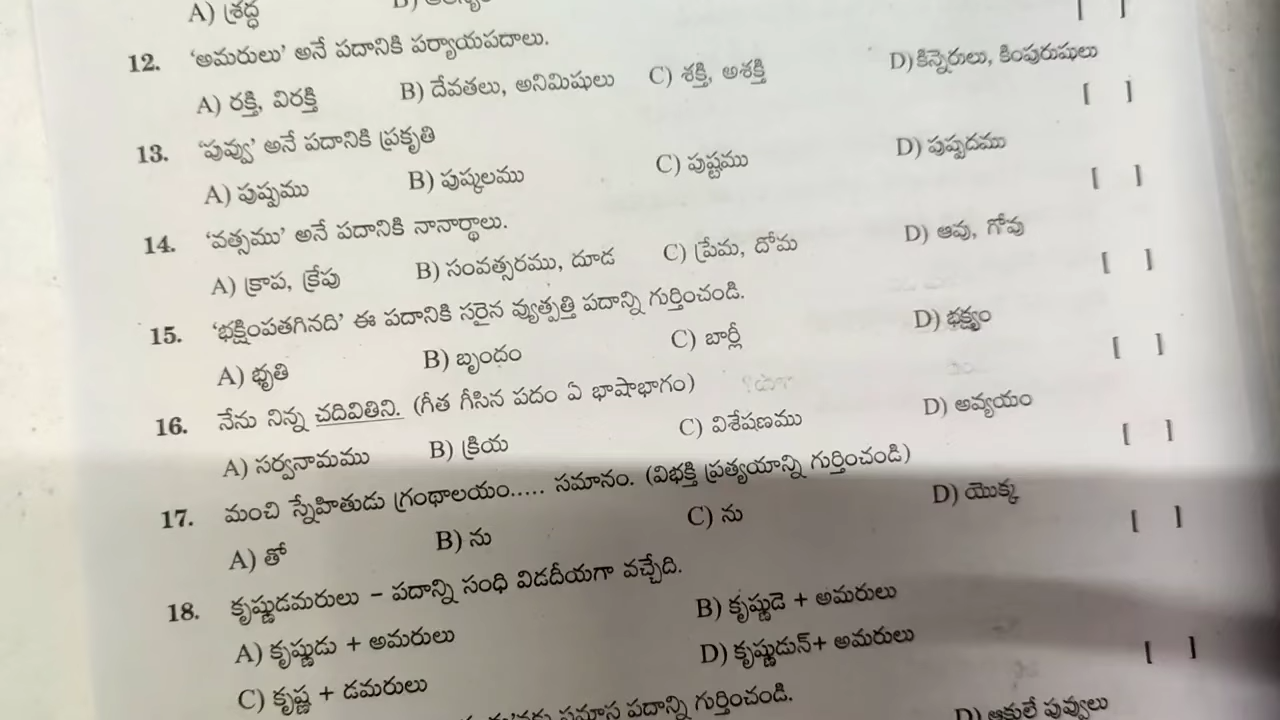 A) శ్రద్ధ
[ ]
12. 'అమరులు' అనే పదానికి పర్యాయపదాలు.
A) రక్తి, విరక్తి B) దేవతలు, అనిమిషులు C) శక్తి, అశక్తి D) కిన్నెరులు, కింపురుషులు
[ ]
13. 'పువ్వు' అనే పదానికి ప్రకృతి
A) పుష్పము B) పుష్కలము C) పుష్టము D) పుష్పదము
[ ]
14. 'వత్సము' అనే పదానికి నానార్థాలు.
A) క్రాప, క్రేపు B) సంవత్సరము, దూడ C) ప్రేమ, దోమ D) ఆవు, గోవు
[ ]
15. 'భక్షింపతగినది' ఈ పదానికి సరైన వ్యుత్పత్తి పదాన్ని గుర్తించండి.
A) భృతి B) బృందం C) బార్లీ D) భక్ష్యం
[ ]
16. నేను నిన్న చదివితిని. (గీత గీసిన పదం ఏ భాషాభాగం)
A) సర్వనామము B) క్రియ C) విశేషణము D) అవ్యయం
[ ]
17. మంచి స్నేహితుడు గ్రంథాలయం..... సమానం. (విభక్తి ప్రత్యయాన్ని గుర్తించండి)
A) తో B) ను C) ను D) యొక్క
[ ]
18. కృష్ణుడమరులు – పదాన్ని సంధి విడదీయగా వచ్చేది.
A) కృష్ణుడు + అమరులు B) కృష్ణుడె + అమరులు
C) కృష్ణ + డమరులు D) కృష్ణుడున్+ అమరులు
[ ]
సమాస పదాన్ని గుర్తించండి.
D) ఆకులే పువ్వులు